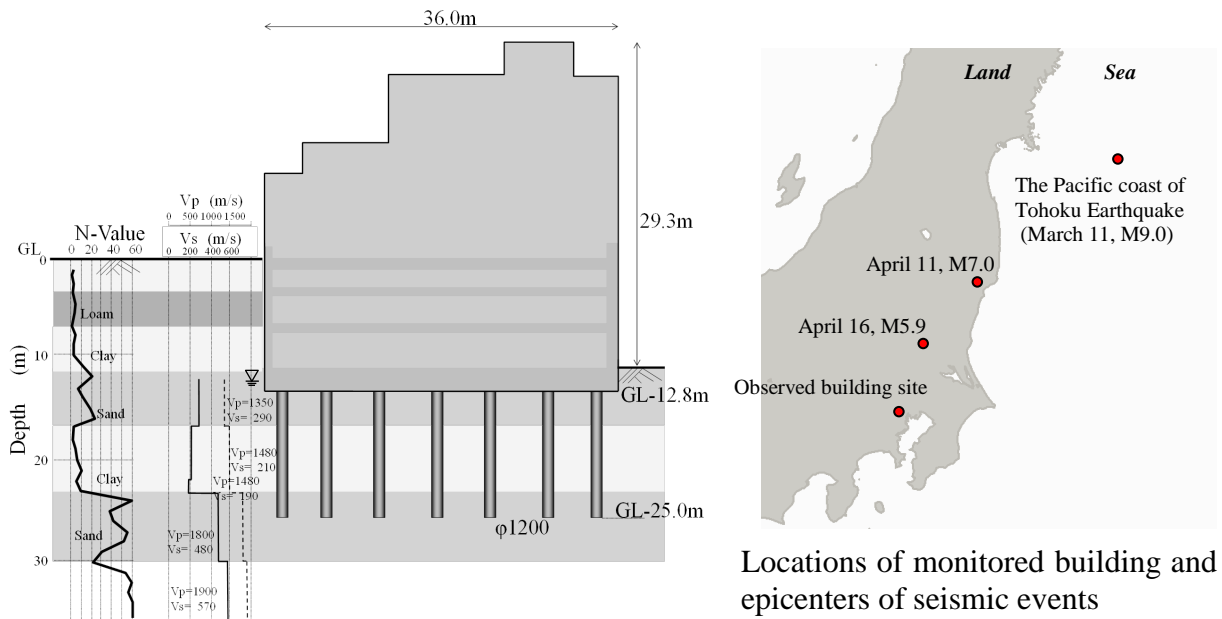 36.0m
29.3m
Vp (m/s)
0 500 1000 1500
Vs (m/s)
0 200 400 600
N-Value
0 20 40 60
GL
0
10
20
30
Depth (m)
Loam
Clay
Sand
Clay
Sand
Vp=1350
Vs= 290
Vp=1480
Vs= 210
Vp=1480
Vs= 190
Vp=1800
Vs= 480
Vp=1900
Vs= 570
GL-12.8m
GL-25.0m
φ1200
Land
Sea
The Pacific coast of
Tohoku Earthquake
(March 11, M9.0)
April 11, M7.0
April 16, M5.9
Observed building site
Locations of monitored building and
epicenters of seismic events